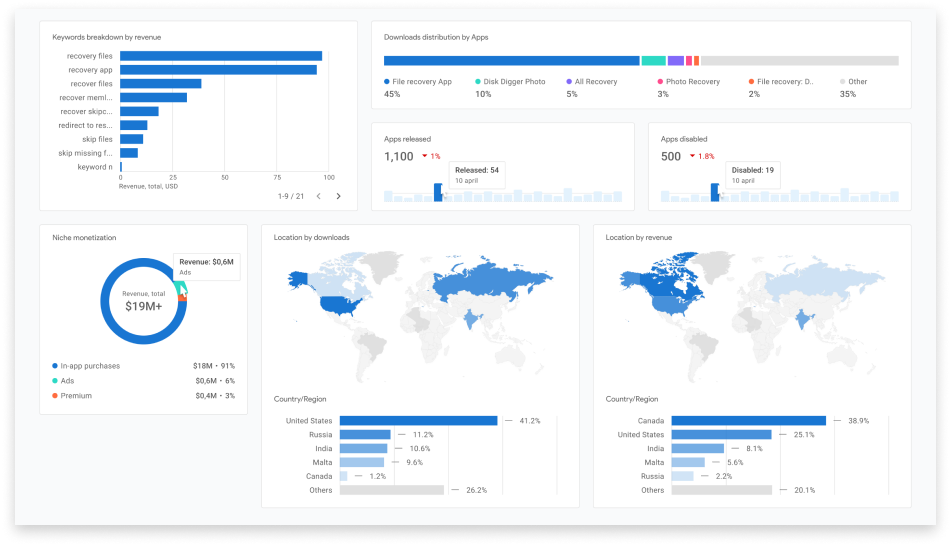 Keywords breakdown by revenue
recovery files
recovery app
recover files
recover meml...
recover skipc...
redirect to res...
skip files
skip missing f...
keyword n
0 25 50 75 100
Revenue, total, USD
1-9 / 21
Downloads distribution by Apps
File recovery App
45%
Disk Digger Photo
10%
All Recovery
5%
Photo Recovery
3%
File recovery: D..
2%
Other
35%
Apps released
1,100 1%
Released: 54
10 april
Apps disabled
500 1.8%
Disabled: 19
10 april
Niche monetization
Revenue: $0,6M
Ads
Revenue, total
$19M+
In-app purchases $18M • 91%
Ads $0,6M • 6%
Premium $0,4M • 3%
Location by downloads
Country/Region
United States 41.2%
Russia 11.2%
India 10.6%
Malta 9.6%
Canada 1.2%
Others 26.2%
Location by revenue
Country/Region
Canada 38.9%
United States 25.1%
India 8.1%
Malta 5.6%
Russia 2.2%
Others 20.1%